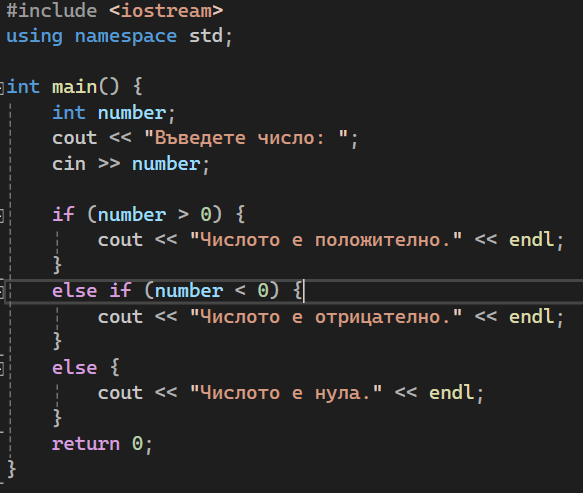 #include <iostream>
using namespace std;
int main() {
int number;
cout << "Въведете число: ";
cin >> number;
if (number > 0) {
cout << "Числото е положително." << endl;
}
else if (number < 0) {
cout << "Числото е отрицателно." << endl;
}
else {
cout << "Числото е нула." << endl;
}
return 0;
}